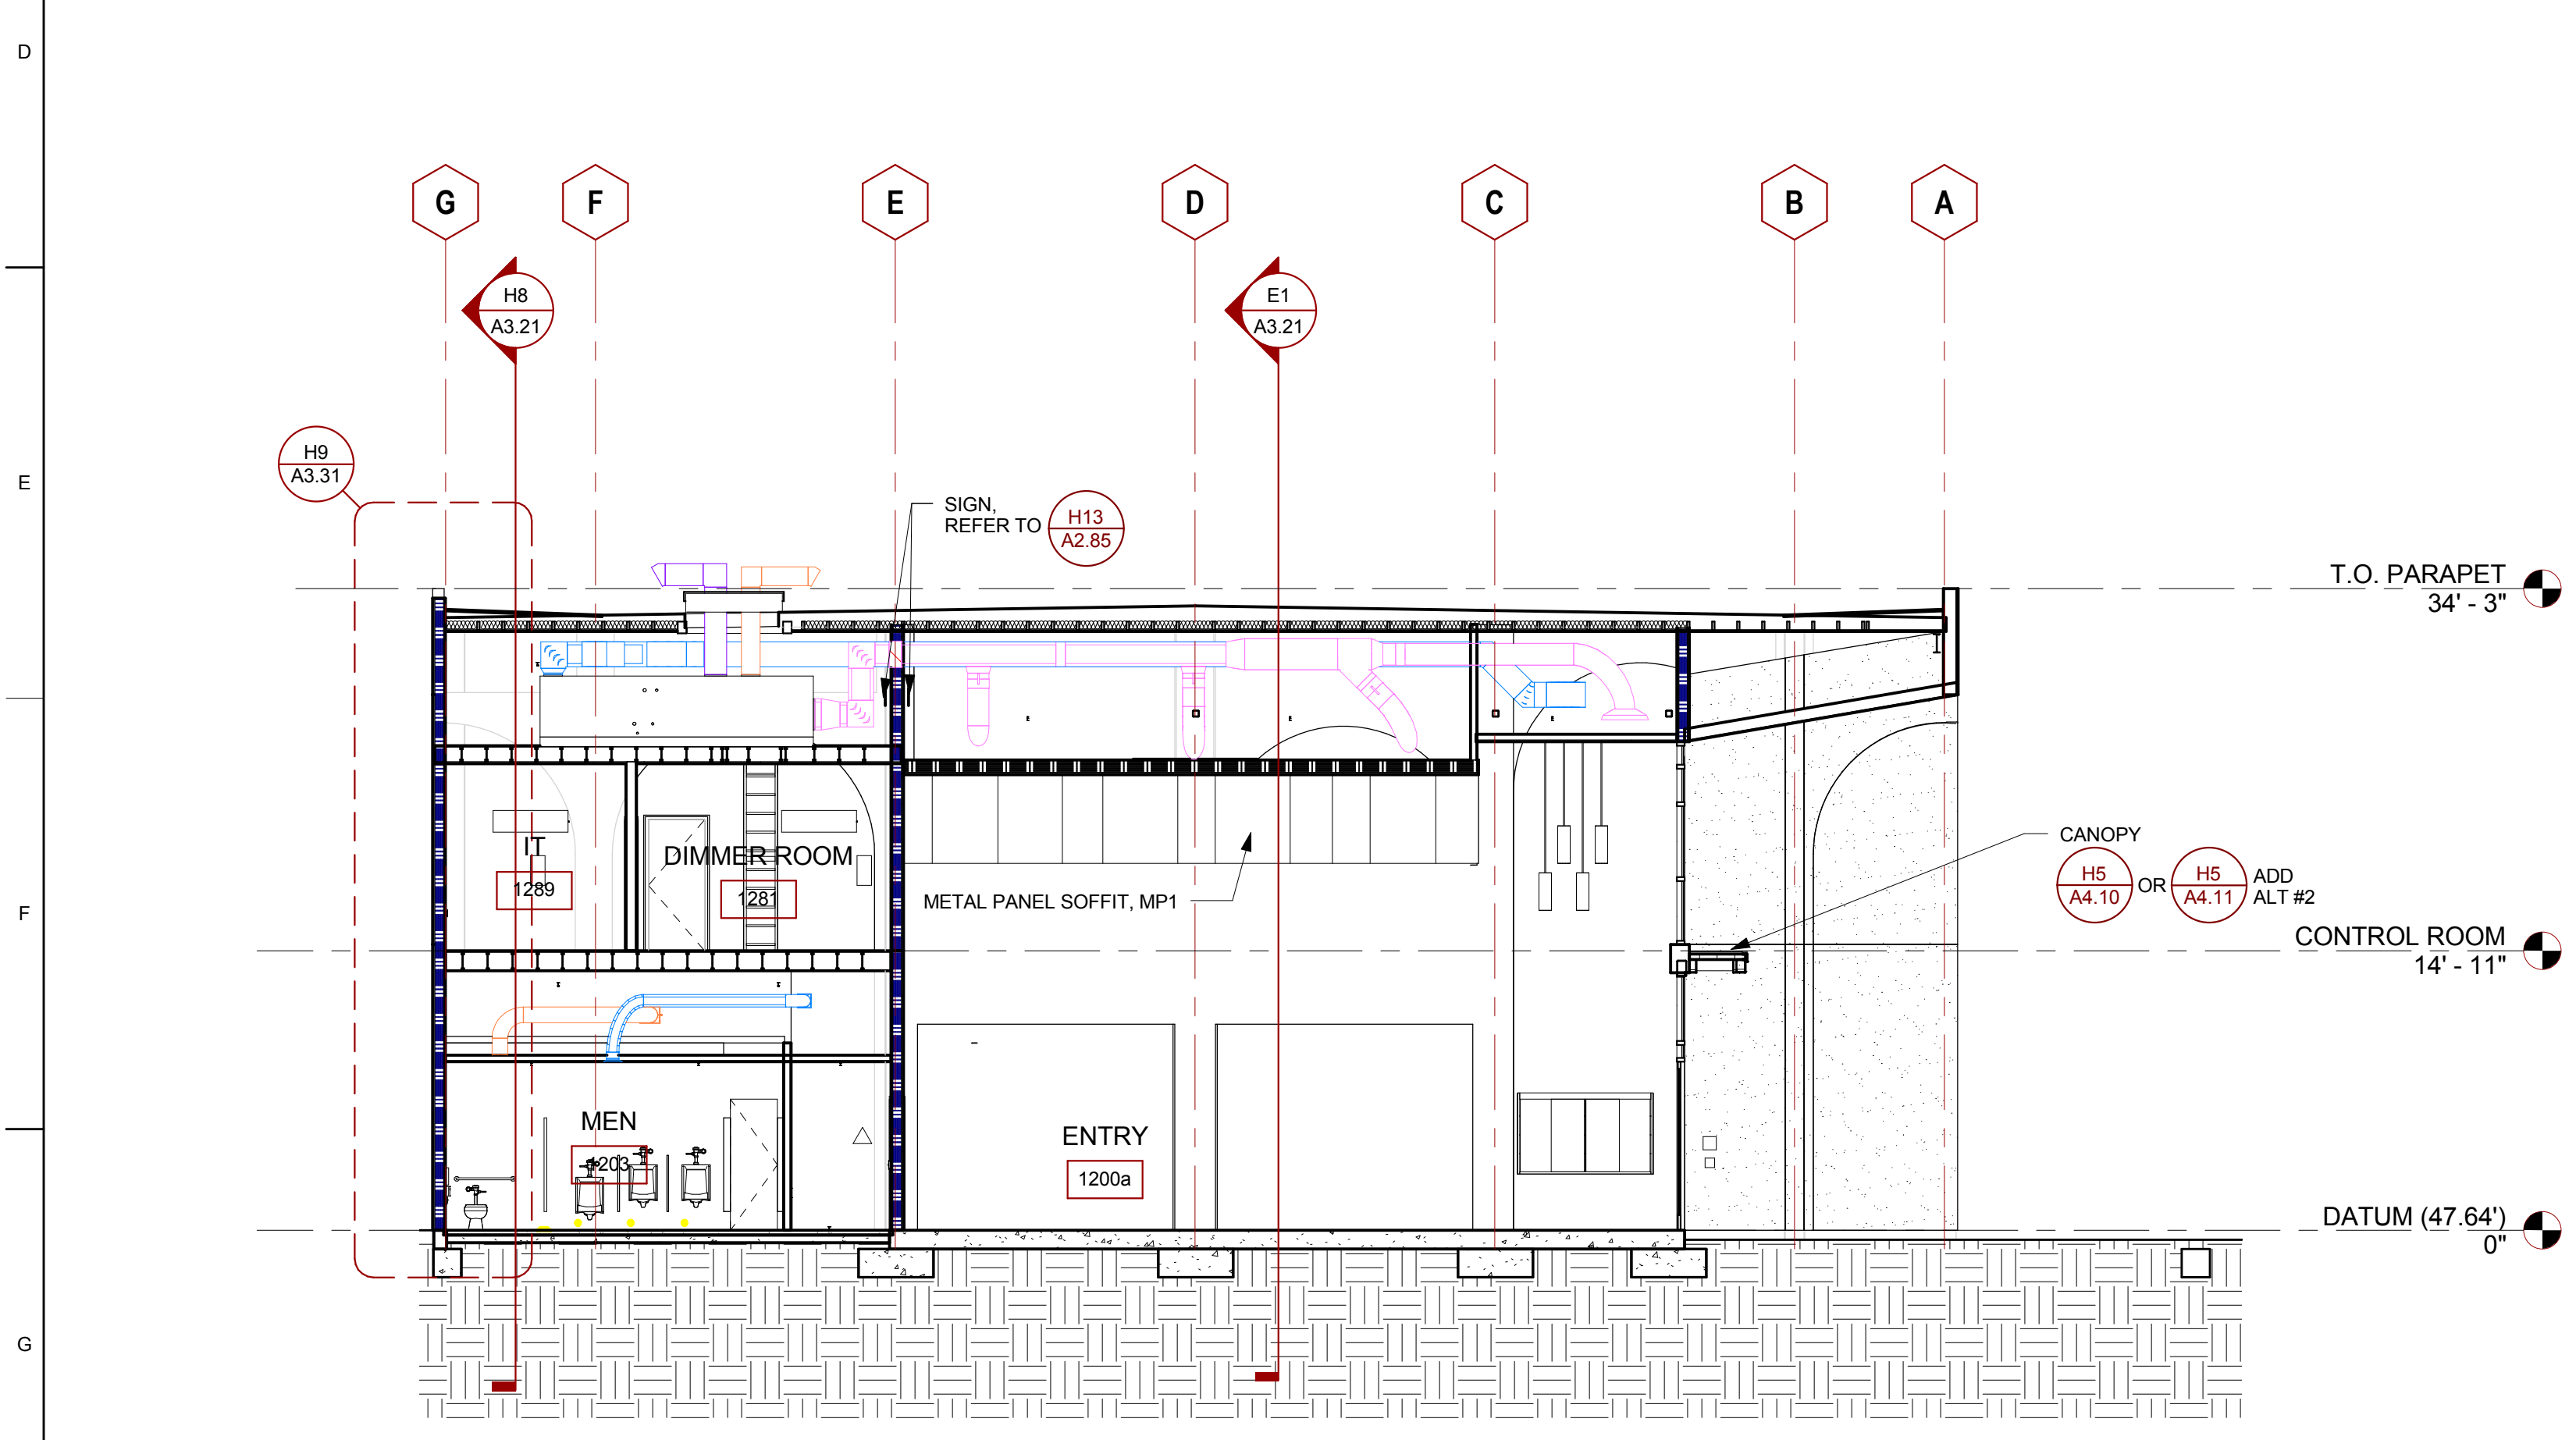 D
G
F
E
D
C
B
A
H8
A3.21
E1
A3.21
E
H9
A3.31
SIGN,
REFER TO
H13
A2.85
T.O. PARAPET
34' - 3"
IT
1289
DIMMER ROOM
1281
METAL PANEL SOFFIT, MP1
CANOPY
H5
A4.10
OR
H5
A4.11
ADD
ALT #2
F
CONTROL ROOM
14' - 11"
MEN
1203
ENTRY
1200a
DATUM (47.64')
0"
G